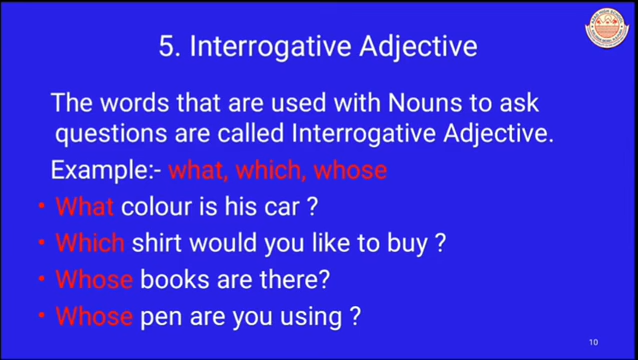 5. Interrogative Adjective
The words that are used with Nouns to ask
questions are called Interrogative Adjective.
Example:- what, which, whose
• What colour is his car ?
• Which shirt would you like to buy ?
• Whose books are there?
• Whose pen are you using ?
10